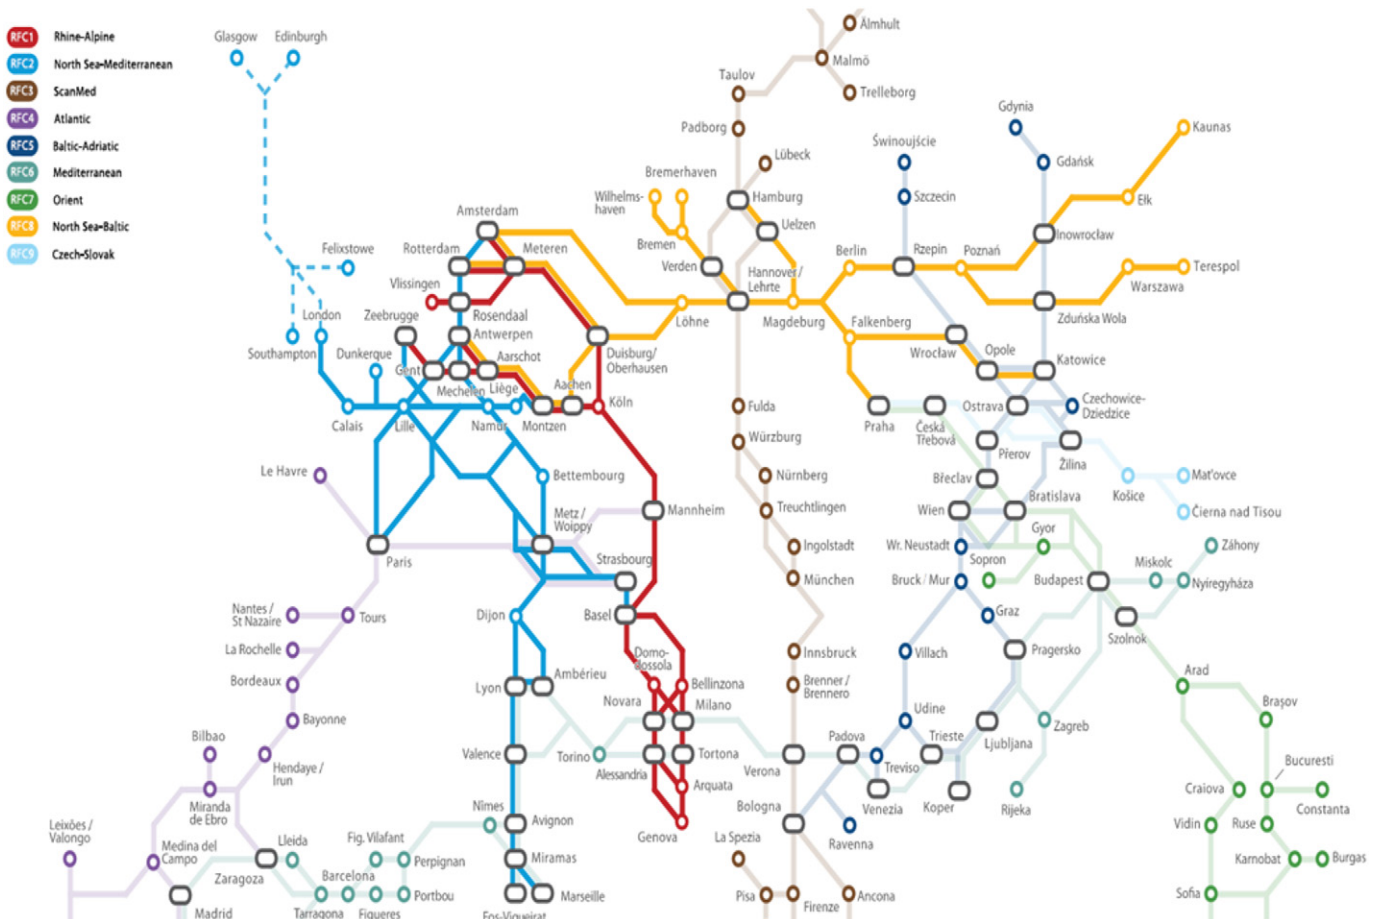 RFC1 Rhine-Alpine
RFC2 North Sea-Mediterranean
RFC3 ScanMed
RFC4 Atlantic
RFC5 Baltic-Adriatic
RFC6 Mediterranean
RFC7 Orient
RFC8 North Sea-Baltic
RFC9 Czech-Slovak
Glasgow
Edinburgh
Felixstowe
London
Southampton
Dunkerque
Calais
Lille
Zeebrugge
Gent
Vlissingen
Rotterdam
Amsterdam
Meteren
Rosendaal
Antwerpen
Aarschot
Mechelen
Liège
Aachen
Namur
Montzen
Köln
Duisburg/
Oberhausen
Wilhelms-
haven
Bremerhaven
Bremen
Verden
Löhne
Hannover/
Lehrte
Magdeburg
Uelzen
Hamburg
Lübeck
Padborg
Taulov
Älmhult
Malmö
Trelleborg
Berlin
Falkenberg
Świnoujście
Szczecin
Rzepin
Poznań
Gdynia
Gdańsk
Inowrocław
Ełk
Kaunas
Terespol
Warszawa
Zduńska Wola
Wrocław
Opole
Katowice
Ostrava
Czechowice-
Dziedzice
Praha
Česká
Třebová
Přerov
Žilina
Břeclav
Bratislava
Wien
Gyor
Košice
Maťovce
Čierna nad Tisou
Wr. Neustadt
Sopron
Bruck / Mur
Budapest
Miskolc
Záhony
Nyíregyháza
Szolnok
Graz
Pragersko
Villach
Udine
Trieste
Ljubljana
Zagreb
Rijeka
Koper
Treviso
Venezia
Padova
Verona
Bologna
Ravenna
La Spezia
Pisa
Firenze
Ancona
Fulda
Würzburg
Nürnberg
Treuchtlingen
Ingolstadt
München
Innsbruck
Brenner /
Brennero
Le Havre
Paris
Bettembourg
Metz /
Woippy
Mannheim
Strasbourg
Basel
Dijon
Domo-
dossola
Bellinzona
Novara
Milano
Tortona
Alessandria
Torino
Arquata
Genova
Ambérieu
Lyon
Valence
Avignon
Nîmes
Miramas
Marseille
Fos-Viguerat
Nantes /
St Nazaire
Tours
La Rochelle
Bordeaux
Bayonne
Bilbao
Hendaye /
Irun
Miranda
de Ebro
Leixões /
Valongo
Medina del
Campo
Madrid
Zaragoza
Lleida
Fig. Vilafant
Perpignan
Barcelona
Portbou
Tarragona
Figueres
Arad
Braşov
Bucuresti
Craiova
Constanta
Vidin
Ruse
Karnobat
Burgas
Sofia